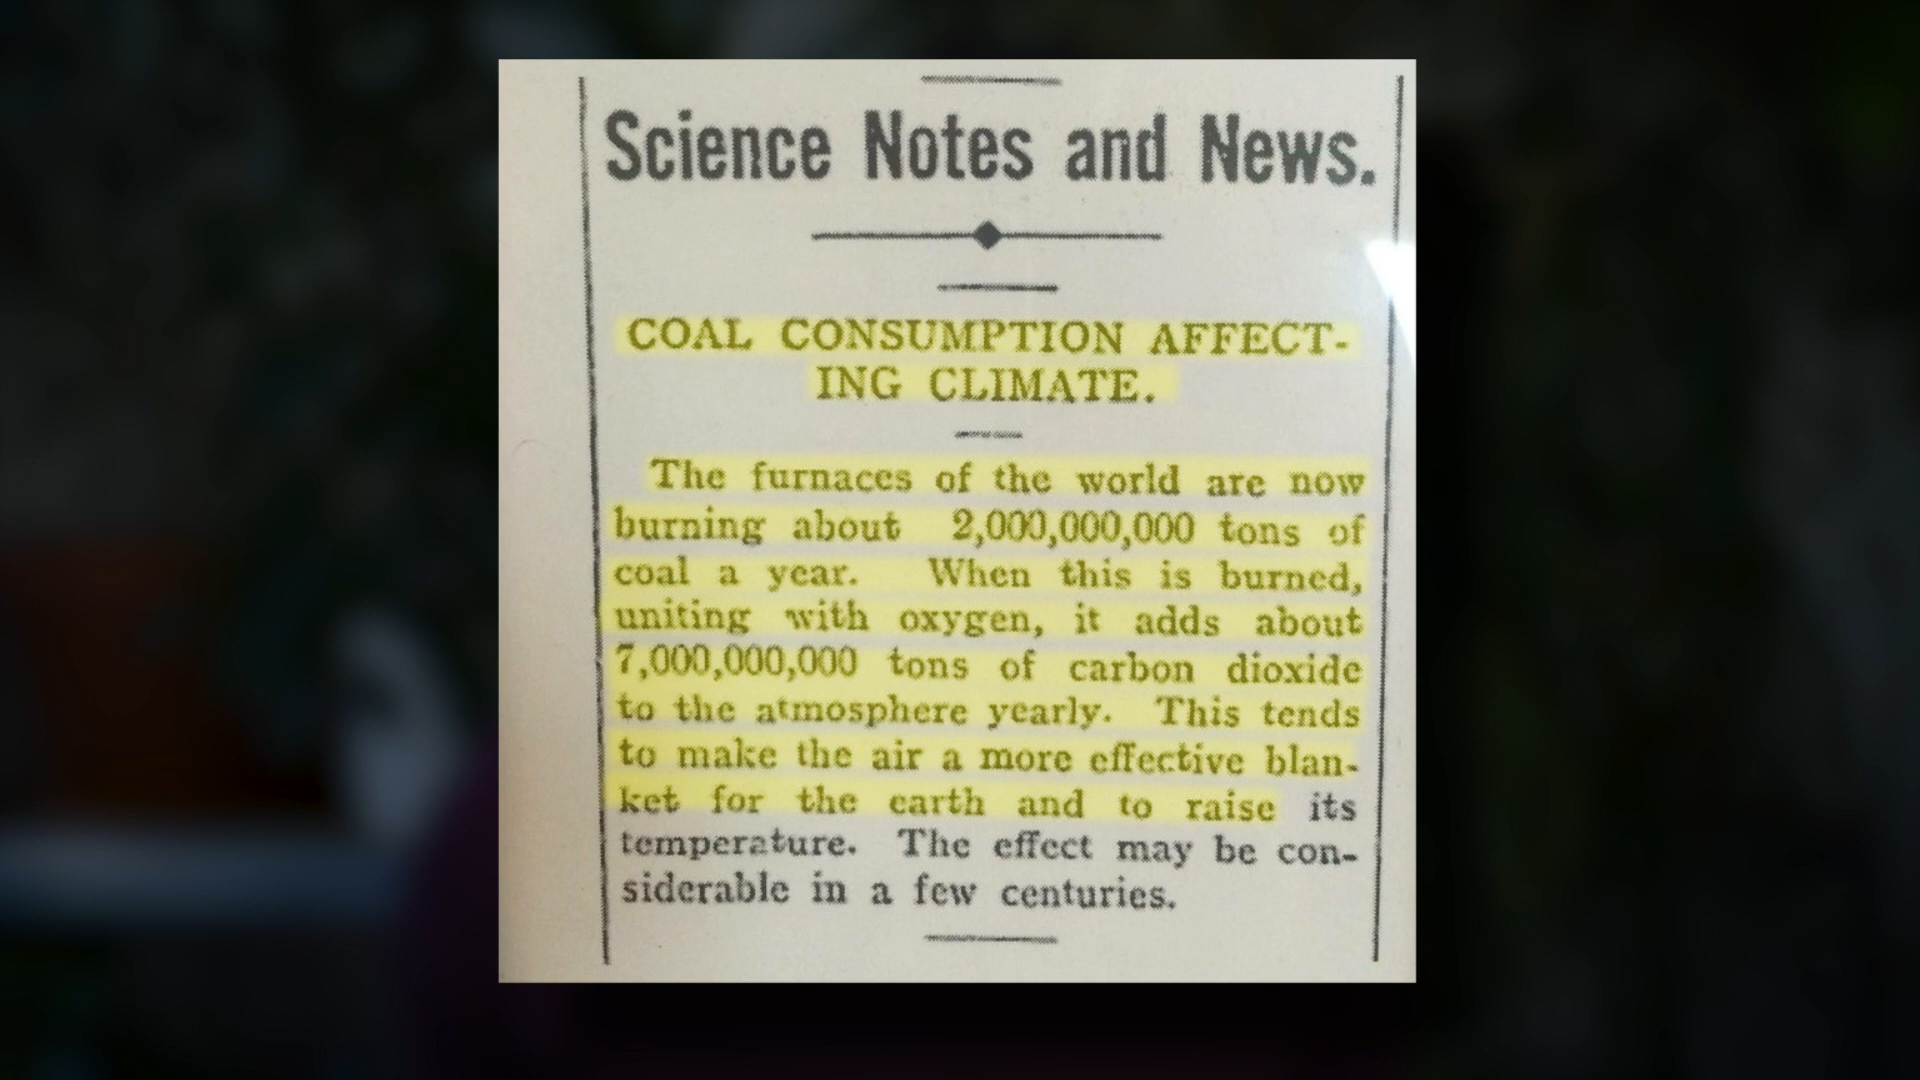 Science Notes and News.
COAL CONSUMPTION AFFECT-
ING CLIMATE.
The furnaces of the world are now
burning about 2,000,000,000 tons of
coal a year. When this is burned,
uniting with oxygen, it adds about
7,000,000,000 tons of carbon dioxide
to the atmosphere yearly. This tends
to make the air a more effective blan-
ket for the earth and to raise its
temperature. The effect may be con-
siderable in a few centuries.